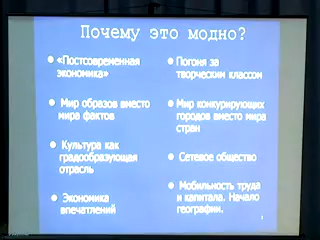 Почему это модно?
• «Постсовременная
экономика»
• Мир образов вместо
мира фактов
• Культура как
градообразующая
отрасль
• Экономика
впечатлений
• Погоня за
творческим классом
• Мир конкурирующих
городов вместо мира
стран
• Сетевое общество
• Мобильность труда
и капитала. Начало
географии.